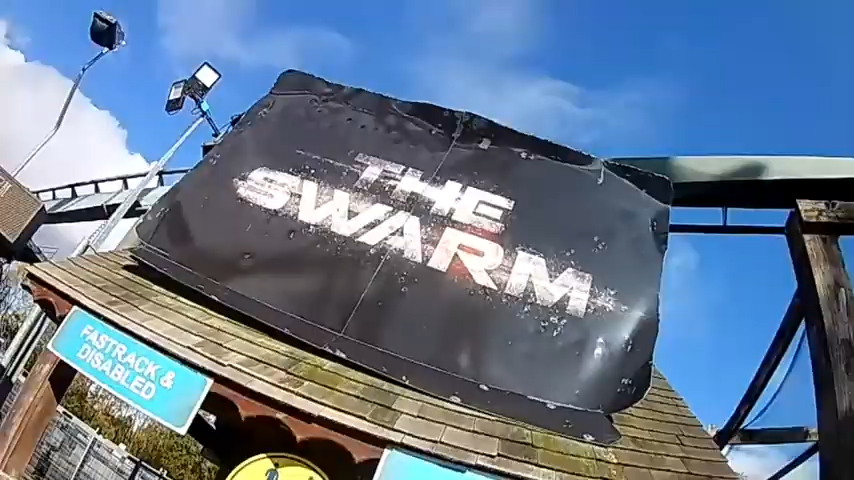 THE
SWARM
FASTRACK &
DISABLED